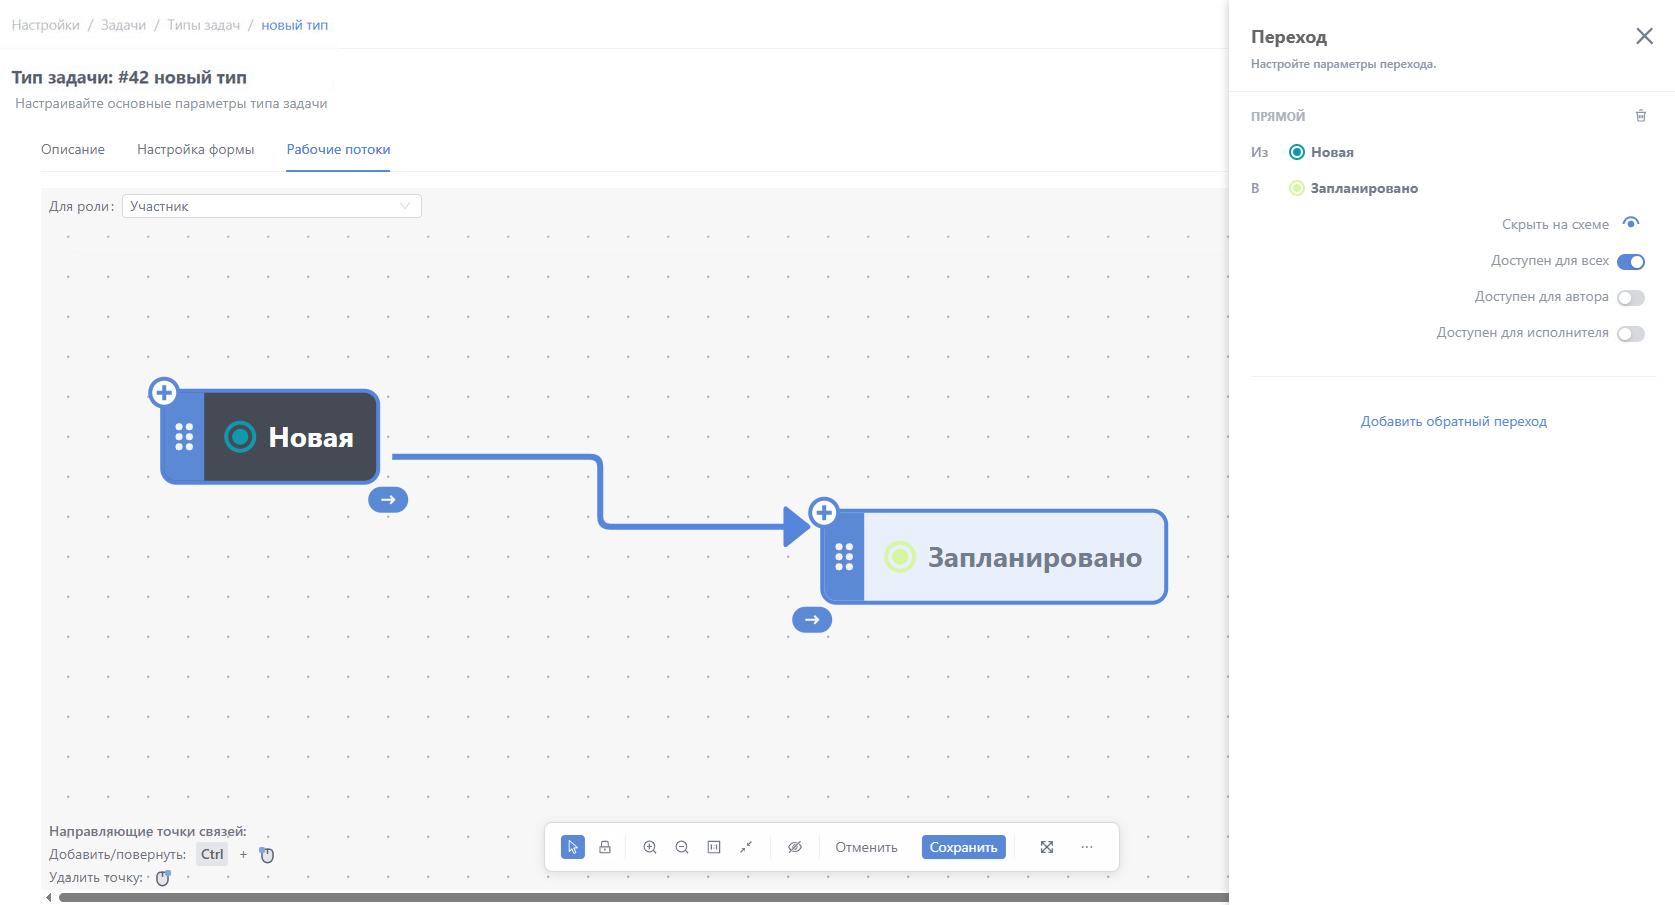 Настройки / Задачи / Типы задач / новый тип
Тип задачи: #42 новый тип
Настраивайте основные параметры типа задачи
Описание Настройка формы Рабочие потоки
Для роли: Участник
Новая
Запланировано
Направляющие точки связей:
Добавить/повернуть: Ctrl +
Удалить точку:
Отменить Сохранить ...
Переход
Настройте параметры перехода.
ПРЯМОЙ
Из Новая
В Запланировано
Скрыть на схеме
Доступен для всех
Доступен для автора
Доступен для исполнителя
Добавить обратный переход